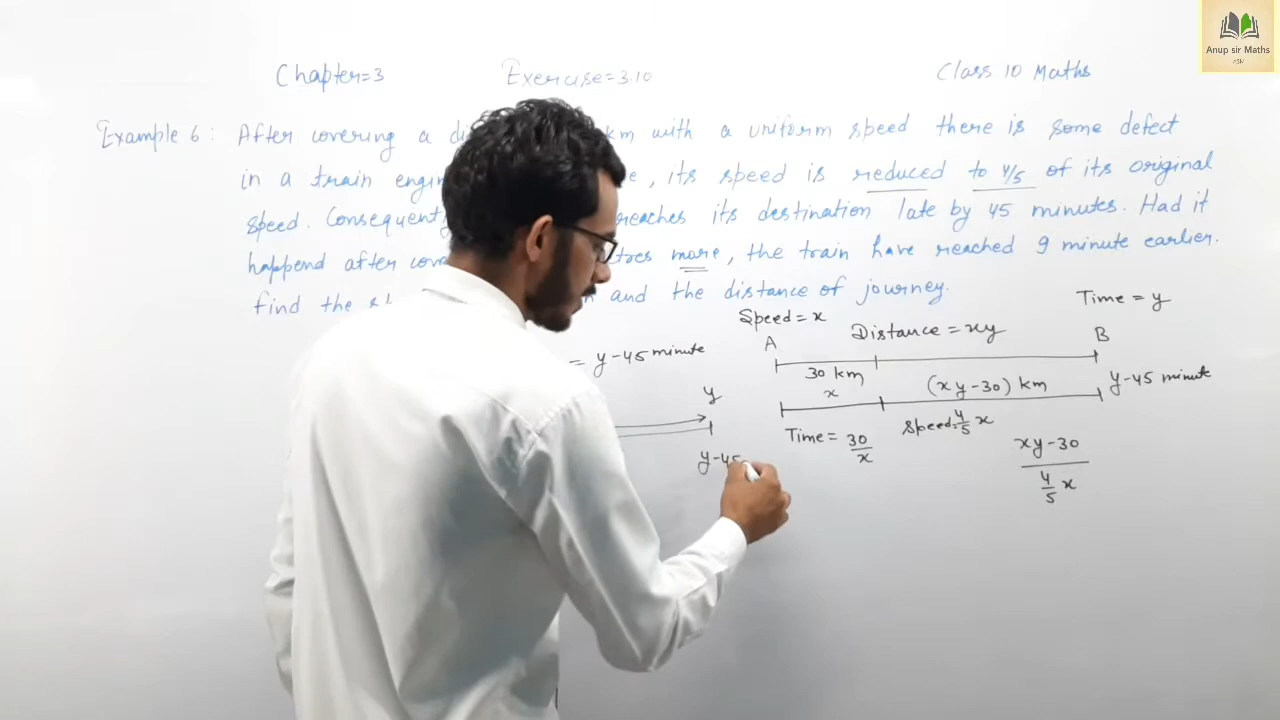 Anup sir Maths
ASM
Chapter=3 Exercise=3.10 Class 10 Maths
Example 6: After covering a di km with a uniform speed there is some defect
in a train engin e, its speed is reduced to 4/5 of its original
speed. Consequent reaches its destination late by 45 minutes. Had it
happend after cove tres more, the train have reached 9 minute earlier.
find the s and the distance of journey.
Speed = x Distance = xy Time = y
A B
= y-45 minute
30 km (xy-30) km y-45 minute
x
y
Time = 30/x Speed=4/5 x
y-45
xy-30
4/5 x